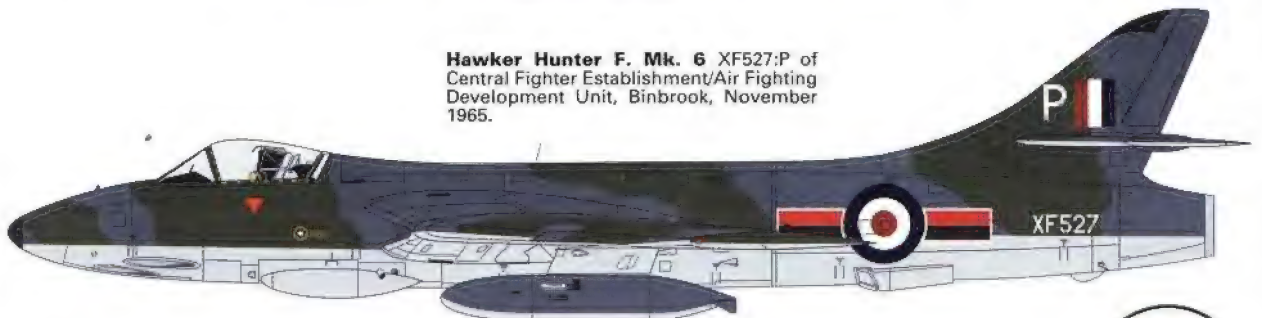 Hawker Hunter F. Mk. 6 XF527:P of
Central Fighter Establishment/Air Fighting
Development Unit, Binbrook, November
1965.
P
XF527